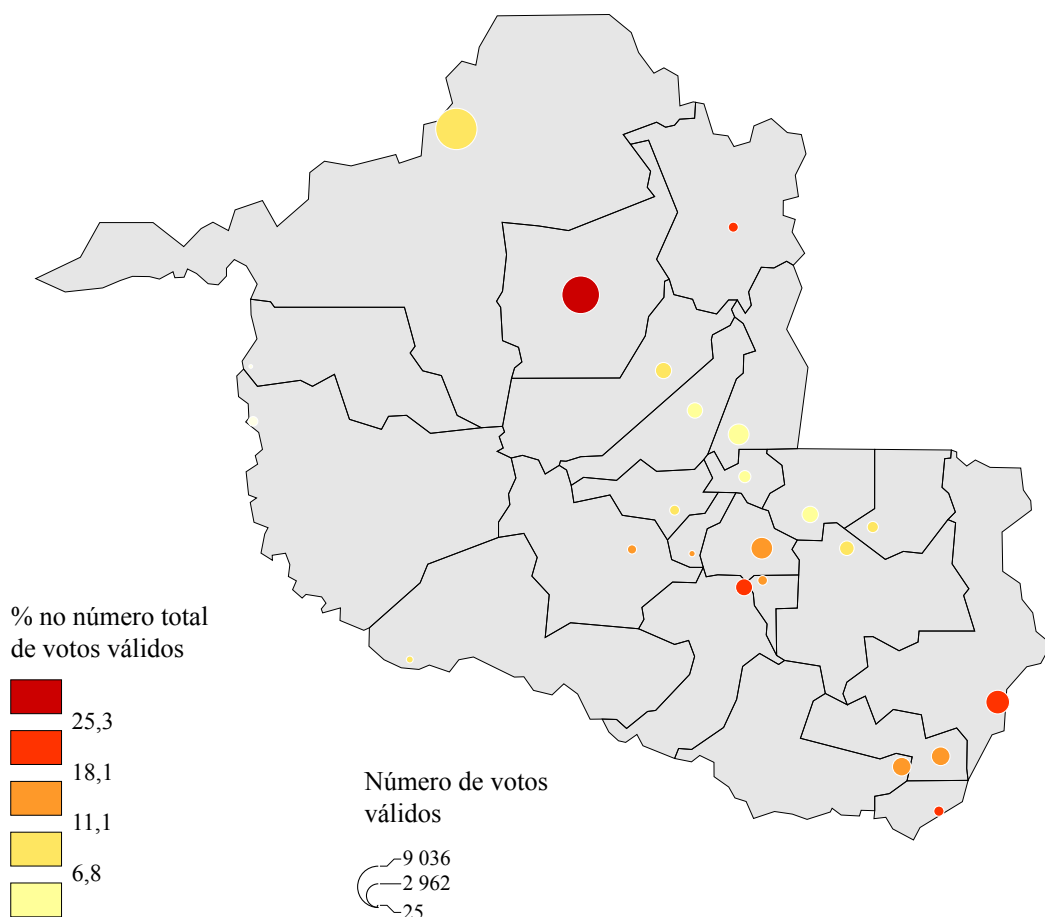 % no número total
de votos válidos
25,3
18,1
11,1
6,8
Número de votos
válidos
9 036
2 962
25